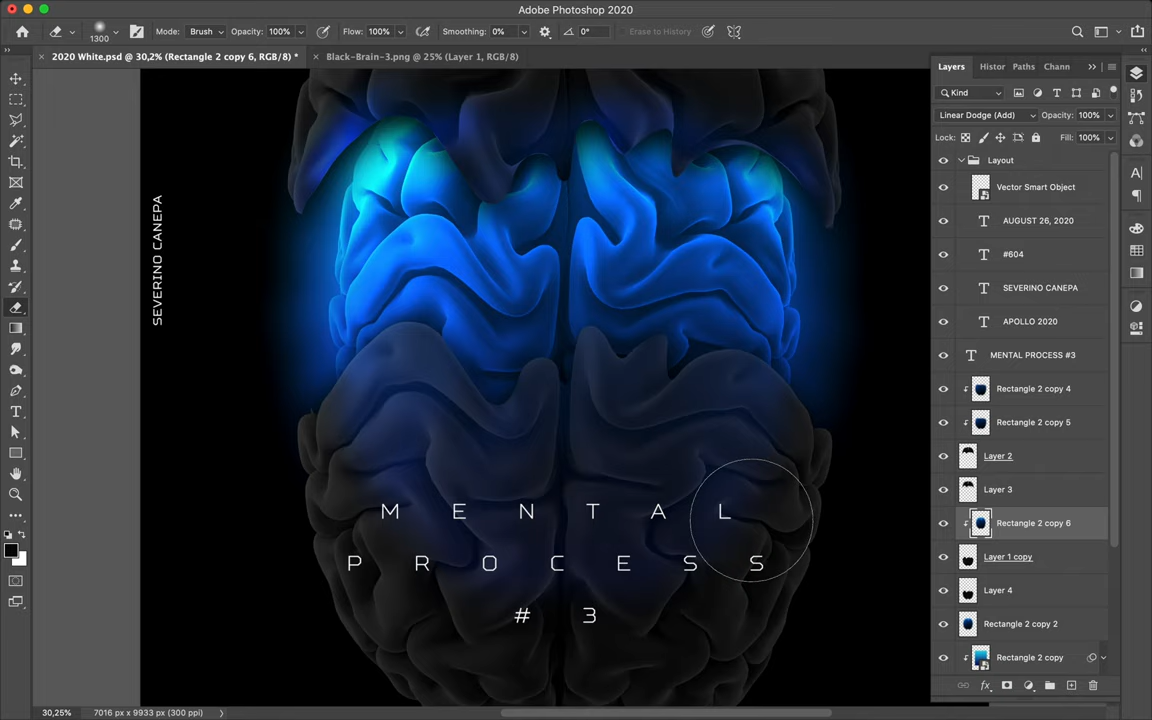 Adobe Photoshop 2020
1300
Mode: Brush
Opacity: 100%
Flow: 100%
Smoothing: 0%
0°
Erase to History
2020 White.psd @ 30,2% (Rectangle 2 copy 6, RGB/8) *
Black-Brain-3.png @ 25% (Layer 1, RGB/8)
Layers
Histor
Paths
Chann
Kind
Linear Dodge (Add)
Opacity: 100%
Lock:
Fill: 100%
Layout
Vector Smart Object
AUGUST 26, 2020
#604
SEVERINO CANEPA
APOLLO 2020
MENTAL PROCESS #3
Rectangle 2 copy 4
Rectangle 2 copy 5
Layer 2
Layer 3
Rectangle 2 copy 6
Layer 1 copy
Layer 4
Rectangle 2 copy 2
Rectangle 2 copy
SEVERINO CANEPA
MENTAL
PROCESS
#3
30,25%
7016 px x 9933 px (300 ppi)